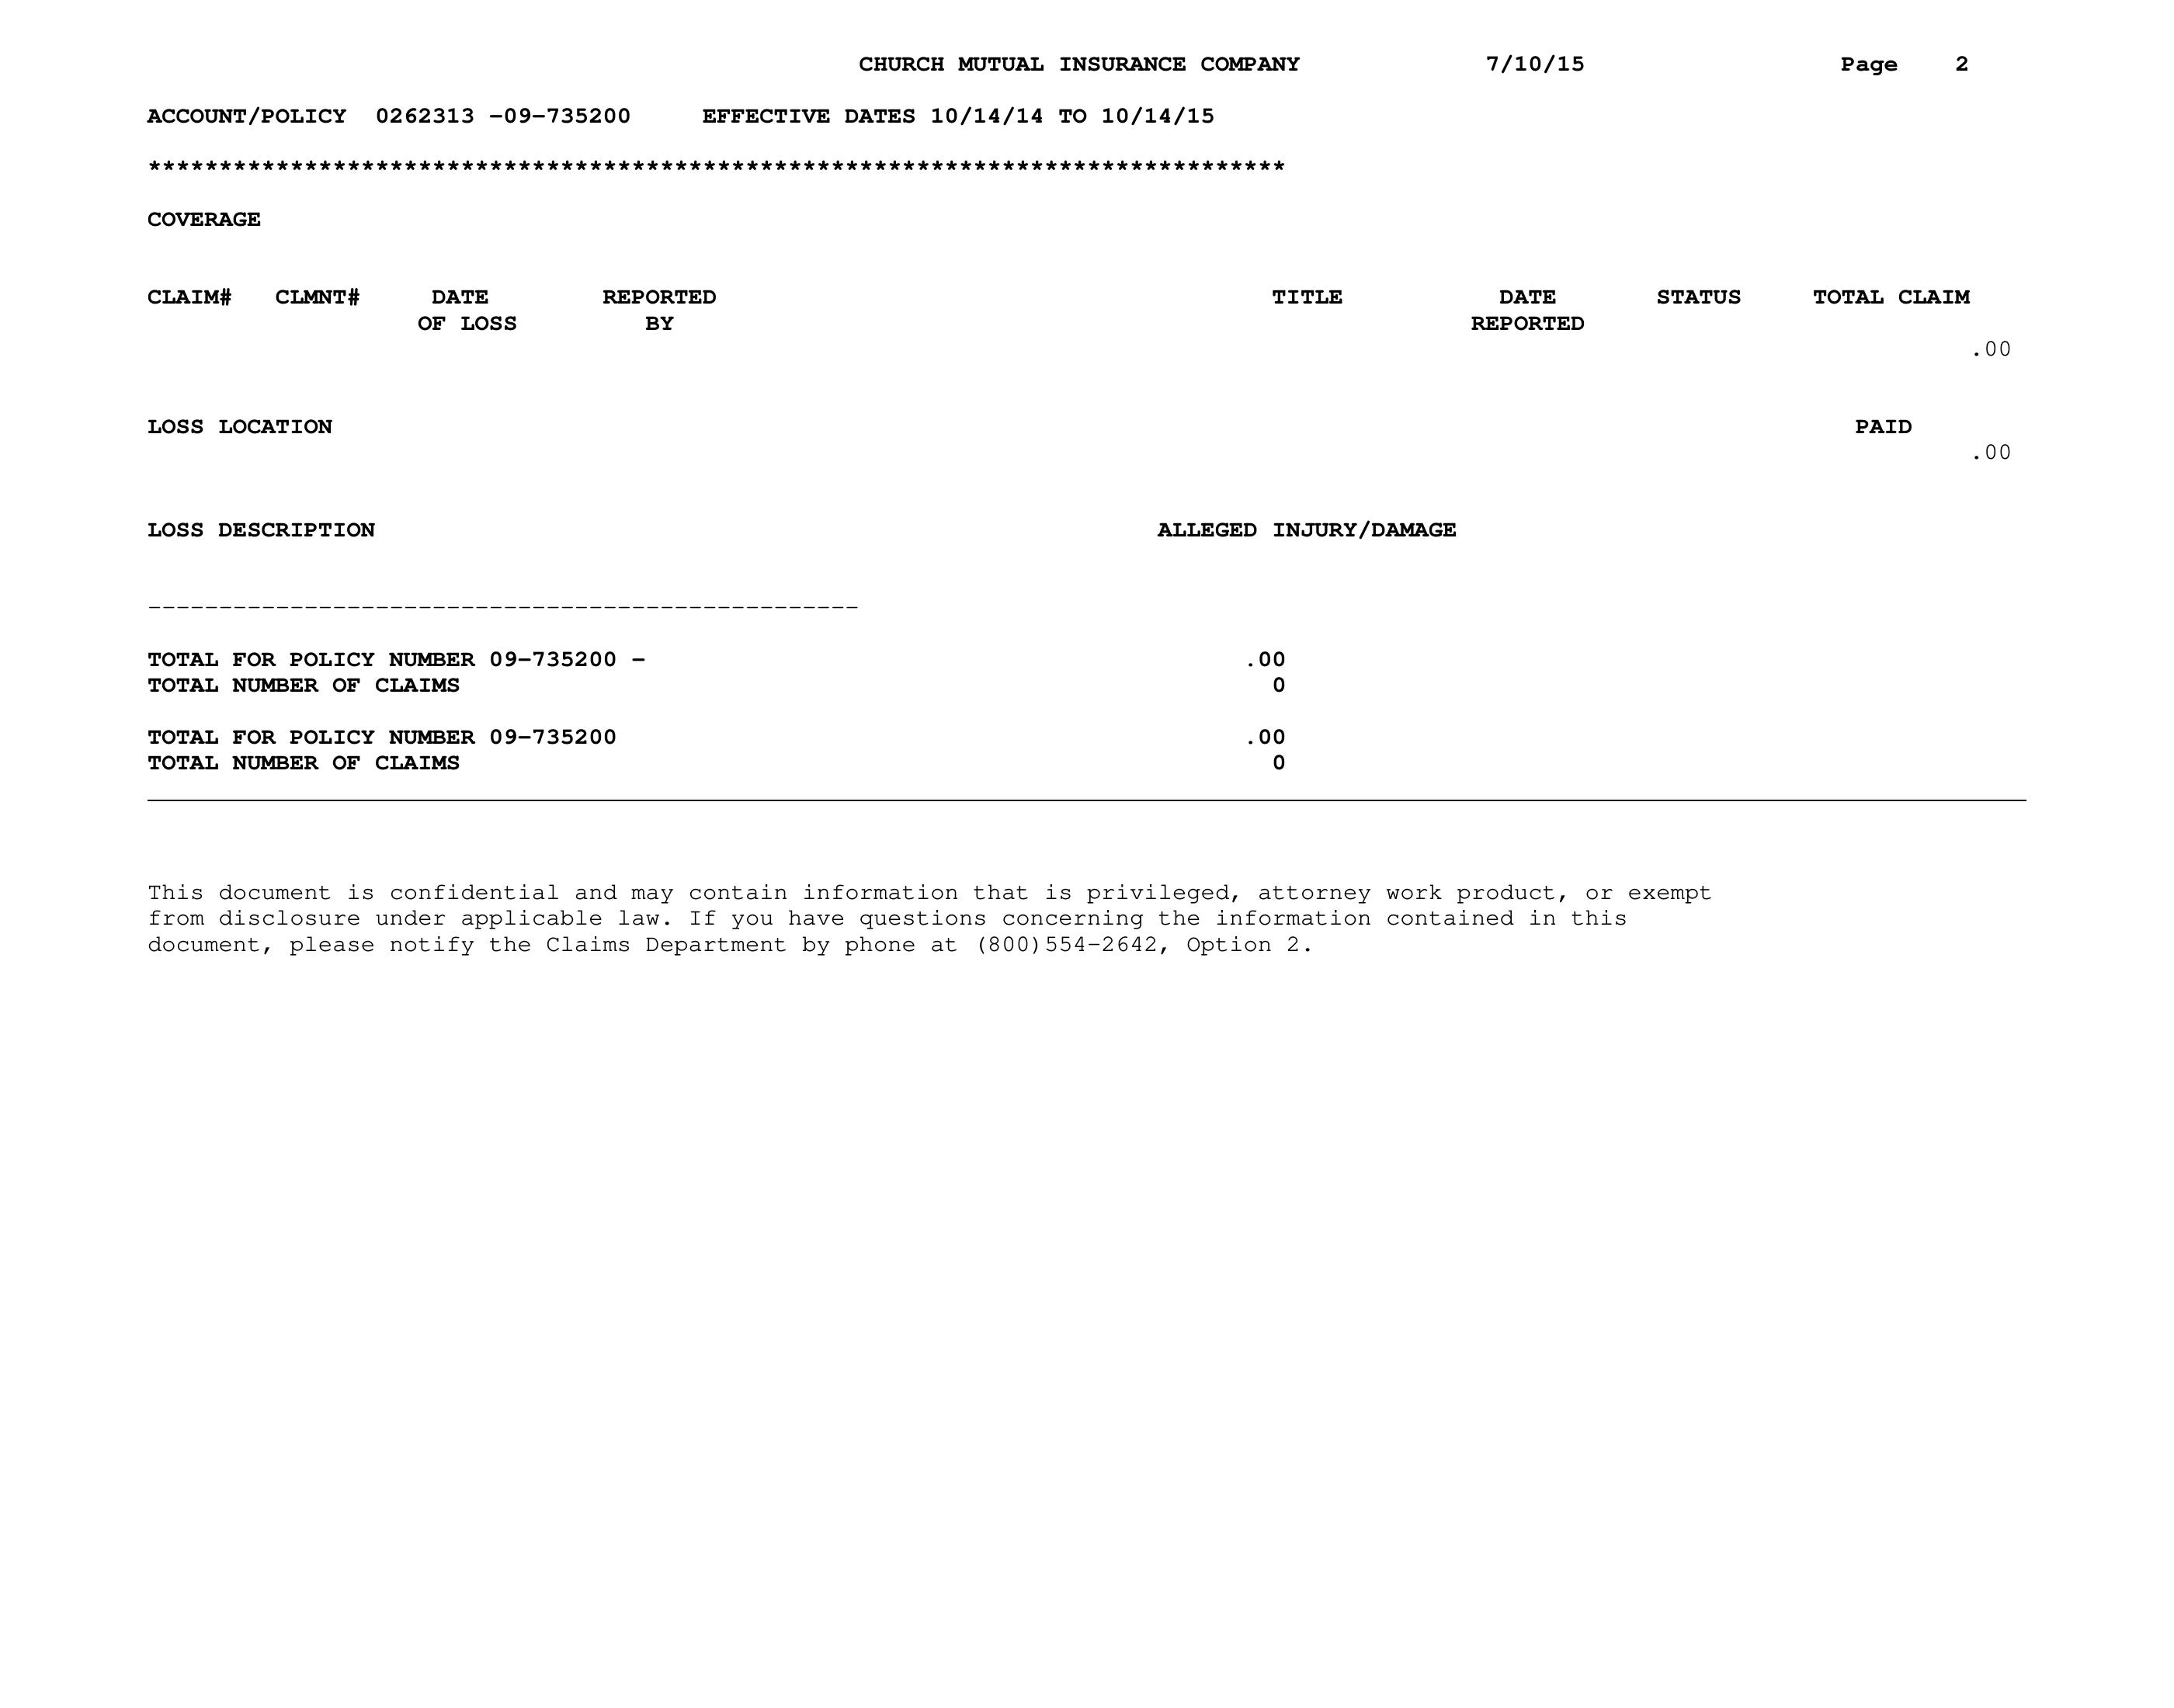 CHURCH MUTUAL INSURANCE COMPANY 7/10/15 Page 2
ACCOUNT/POLICY 0262313 -09-735200 EFFECTIVE DATES 10/14/14 TO 10/14/15
********************************************************************************
COVERAGE
CLAIM# CLMNT# DATE REPORTED TITLE DATE STATUS TOTAL CLAIM
OF LOSS BY REPORTED
.00
LOSS LOCATION PAID
.00
LOSS DESCRIPTION ALLEGED INJURY/DAMAGE
--------------------------------------------------
TOTAL FOR POLICY NUMBER 09-735200 - .00
TOTAL NUMBER OF CLAIMS 0
TOTAL FOR POLICY NUMBER 09-735200 .00
TOTAL NUMBER OF CLAIMS 0
This document is confidential and may contain information that is privileged, attorney work product, or exempt
from disclosure under applicable law. If you have questions concerning the information contained in this
document, please notify the Claims Department by phone at (800)554-2642, Option 2.